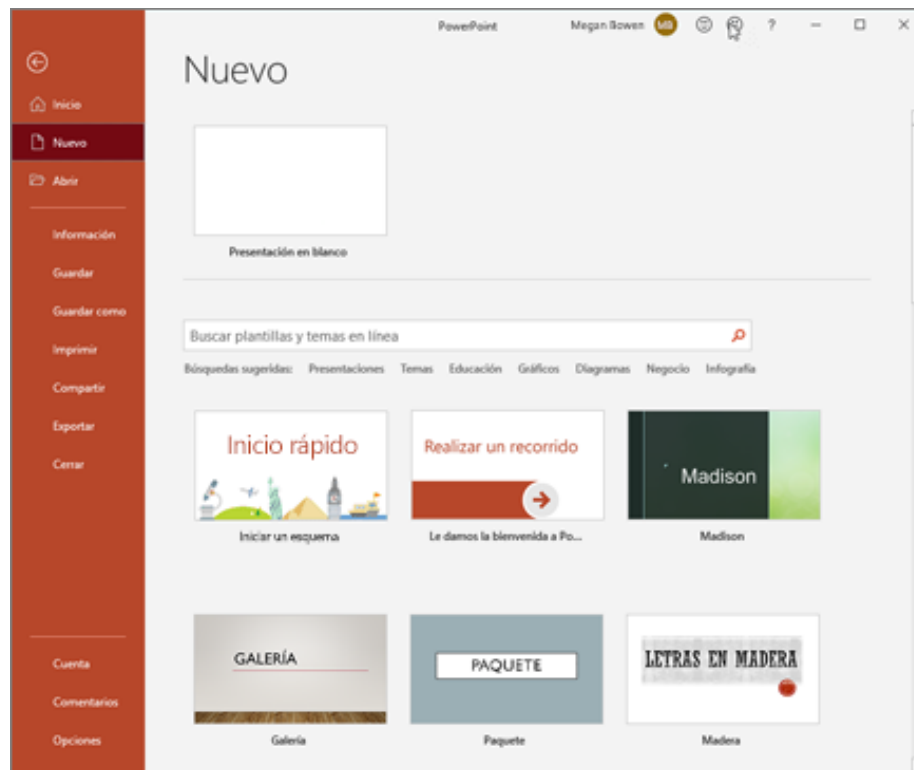 PowerPoint
Megan Bowen
MB
?
Nuevo
Inicio
Nuevo
Abrir
Información
Guardar
Guardar como
Imprimir
Compartir
Exportar
Cerrar
Cuenta
Comentarios
Opciones
Presentación en blanco
Buscar plantillas y temas en línea
Búsquedas sugeridas: Presentaciones Temas Educación Gráficos Diagramas Negocio Infografía
Inicio rápido
Iniciar un esquema
Realizar un recorrido
Le damos la bienvenida a Po...
Madison
Madison
GALERÍA
Galería
PAQUETE
Paquete
LETRAS EN MADERA
Madera